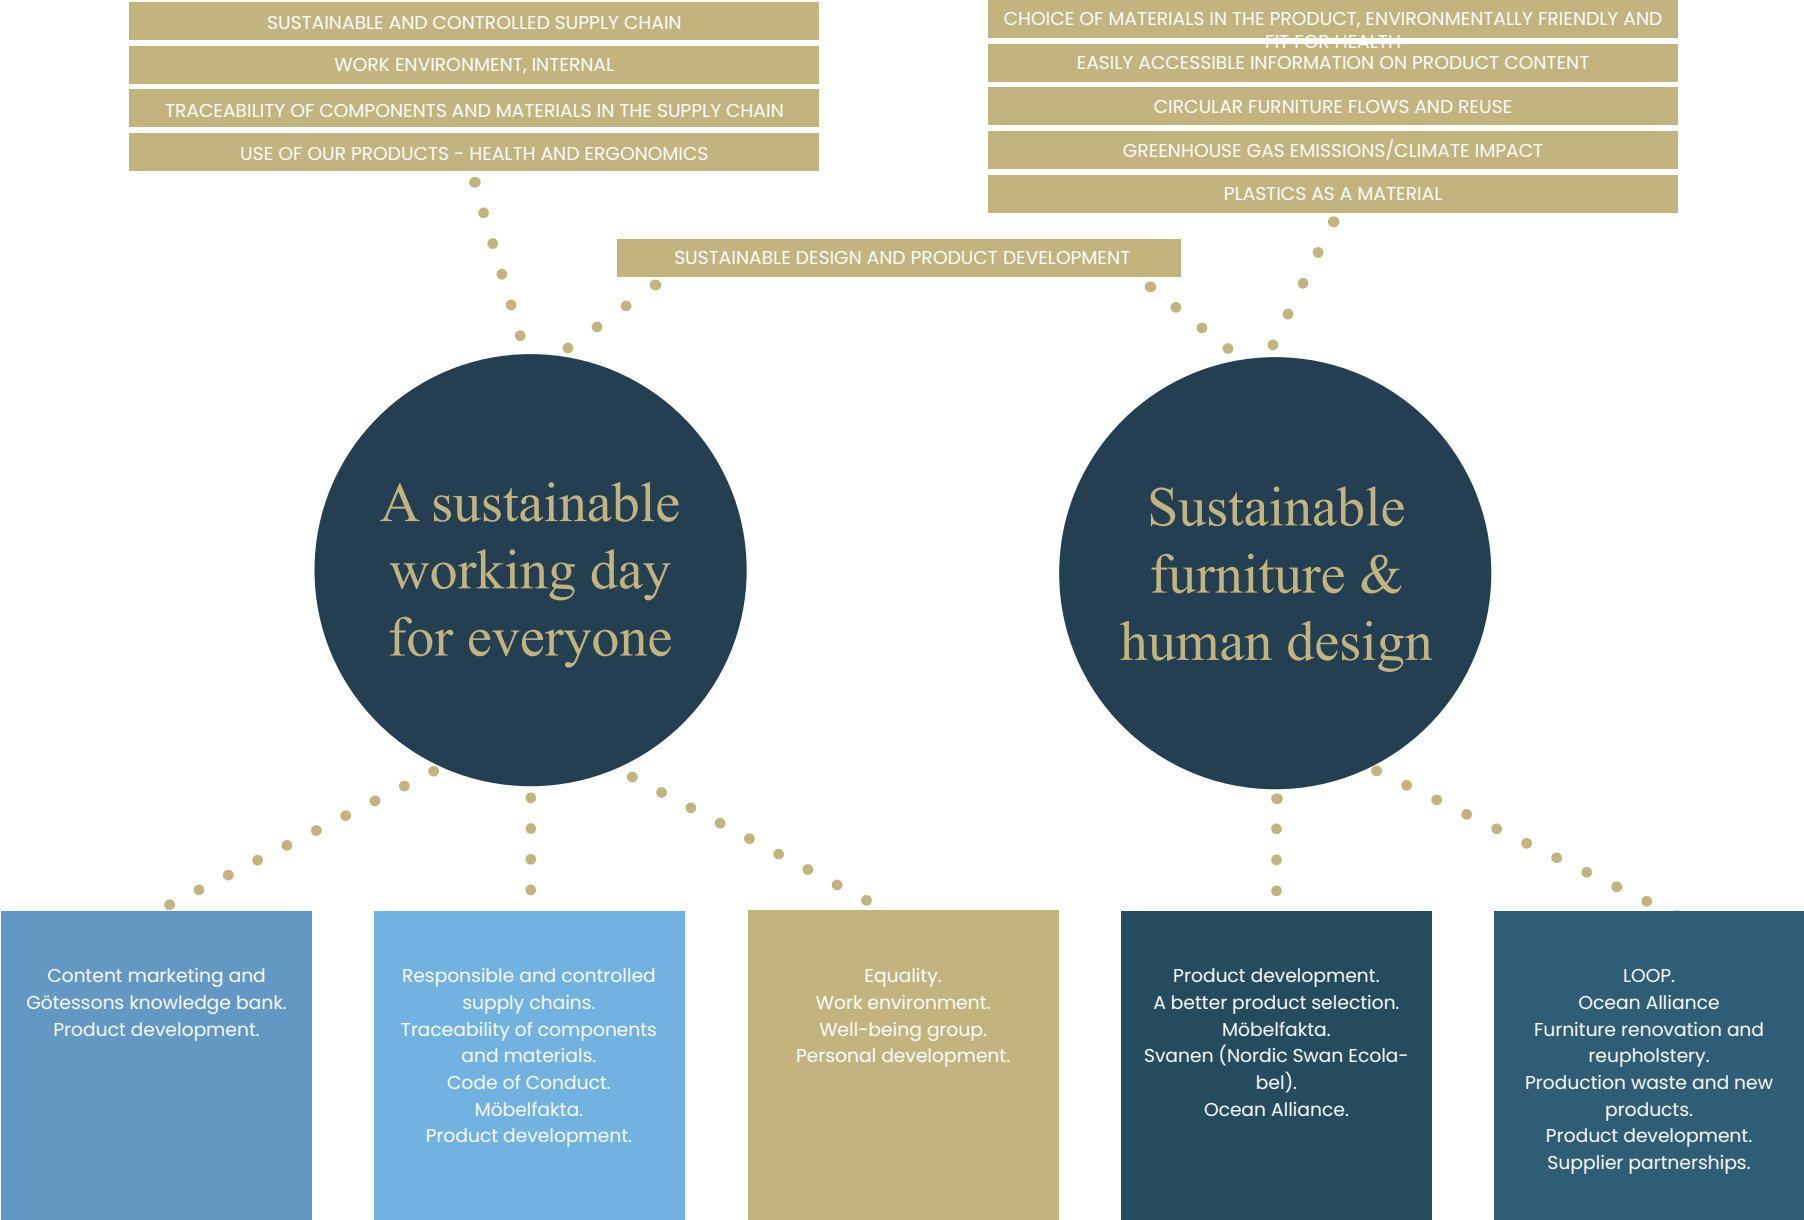 SUSTAINABLE AND CONTROLLED SUPPLY CHAIN
WORK ENVIRONMENT, INTERNAL
TRACEABILITY OF COMPONENTS AND MATERIALS IN THE SUPPLY CHAIN
USE OF OUR PRODUCTS - HEALTH AND ERGONOMICS
CHOICE OF MATERIALS IN THE PRODUCT, ENVIRONMENTALLY FRIENDLY AND
FIT FOR HEALTH
EASILY ACCESSIBLE INFORMATION ON PRODUCT CONTENT
CIRCULAR FURNITURE FLOWS AND REUSE
GREENHOUSE GAS EMISSIONS/CLIMATE IMPACT
PLASTICS AS A MATERIAL
SUSTAINABLE DESIGN AND PRODUCT DEVELOPMENT
A sustainable
working day
for everyone
Sustainable
furniture &
human design
Content marketing and
Götessons knowledge bank.
Product development.
Responsible and controlled
supply chains.
Traceability of components
and materials.
Code of Conduct.
Möbelfakta.
Product development.
Equality.
Work environment.
Well-being group.
Personal development.
Product development.
A better product selection.
Möbelfakta.
Svanen (Nordic Swan Ecola-
bel).
Ocean Alliance.
LOOP.
Ocean Alliance
Furniture renovation and
reupholstery.
Production waste and new
products.
Product development.
Supplier partnerships.